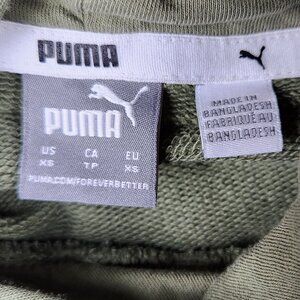 PUMA
PUMA
US CA EU
XS TP XS
PUMA.COM/FOREVERBETTER
MADE IN
BANGLADESH
FABRIQUÉ AU
BANGLADESH